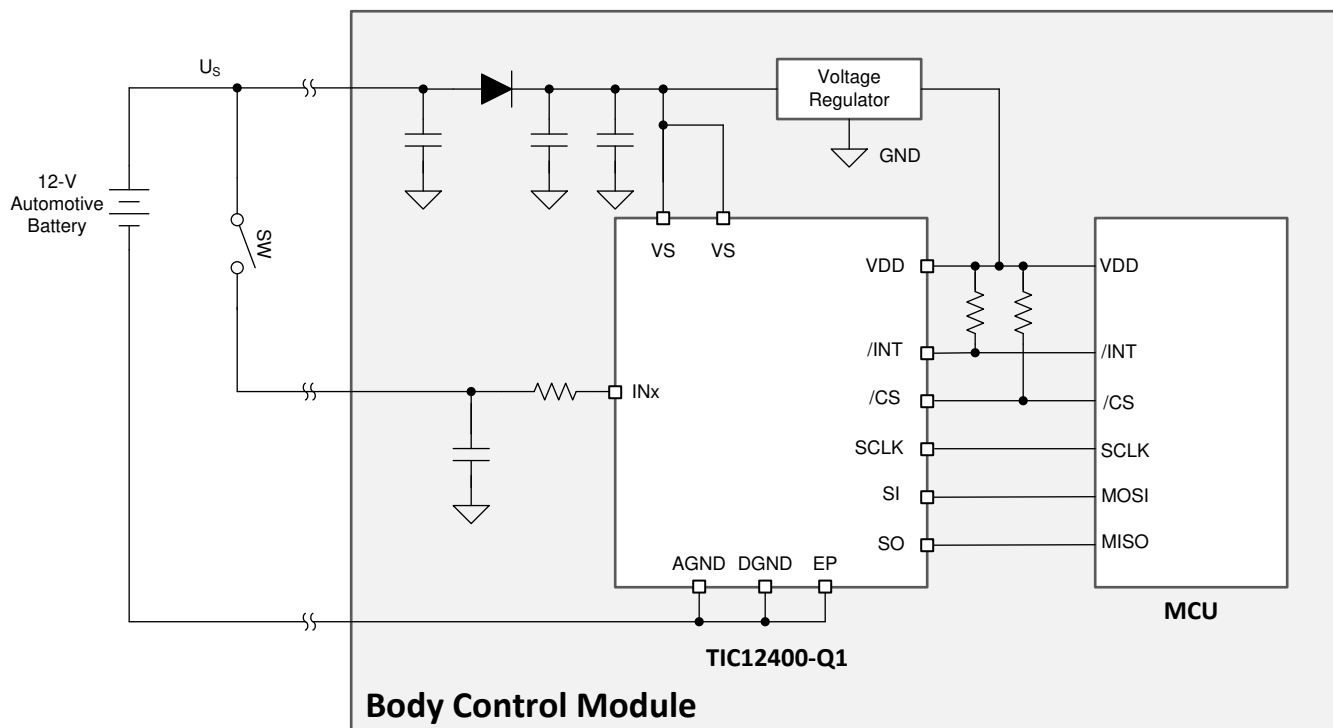 U_S
Voltage
Regulator
GND
12-V
Automotive
Battery
SW
VS
VS
VDD
VDD
/INT
/INT
INx
/CS
/CS
SCLK
SCLK
SI
MOSI
SO
MISO
AGND
DGND
EP
MCU
TIC12400-Q1
Body Control Module